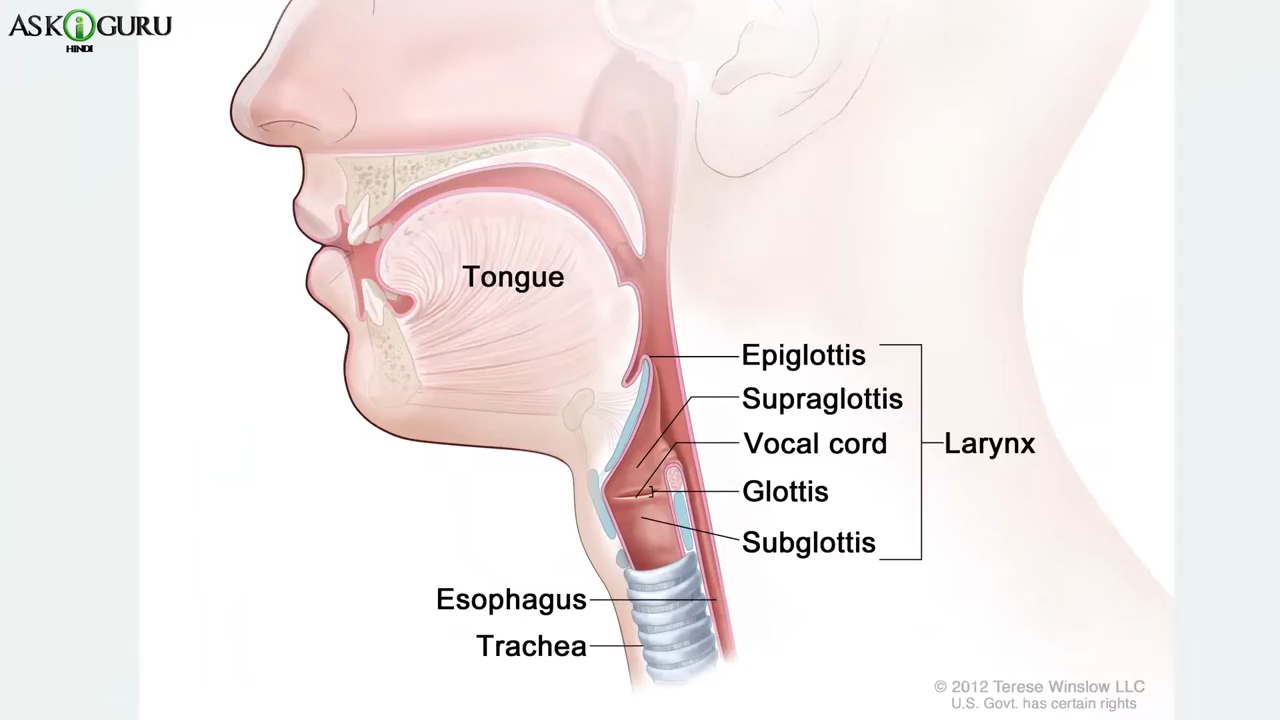 ASK i GURU
HINDI
Tongue
Epiglottis
Supraglottis
Vocal cord
Larynx
Glottis
Subglottis
Esophagus
Trachea
© 2012 Terese Winslow LLC
U.S. Govt. has certain rights